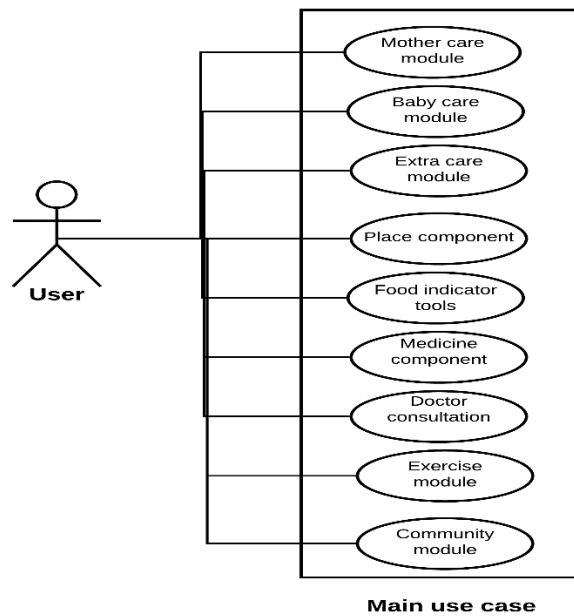 Mother care
module
Baby care
module
Extra care
module
Place component
User
Food indicator
tools
Medicine
component
Doctor
consultation
Exercise
module
Community
module
Main use case